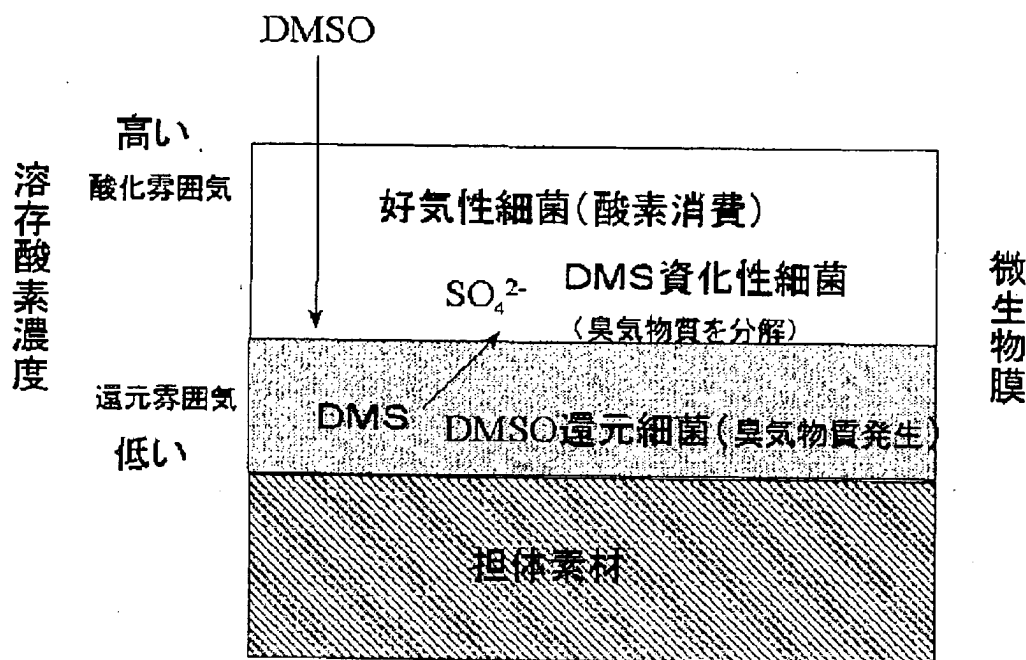 DMSO
高い
酸化雰囲気
溶存酸素濃度
好気性細菌(酸素消費)
SO₄²⁻
DMS資化性細菌
(臭気物質を分解)
微生物膜
還元雰囲気
低い
DMS
DMSO還元細菌(臭気物質発生)
担体素材